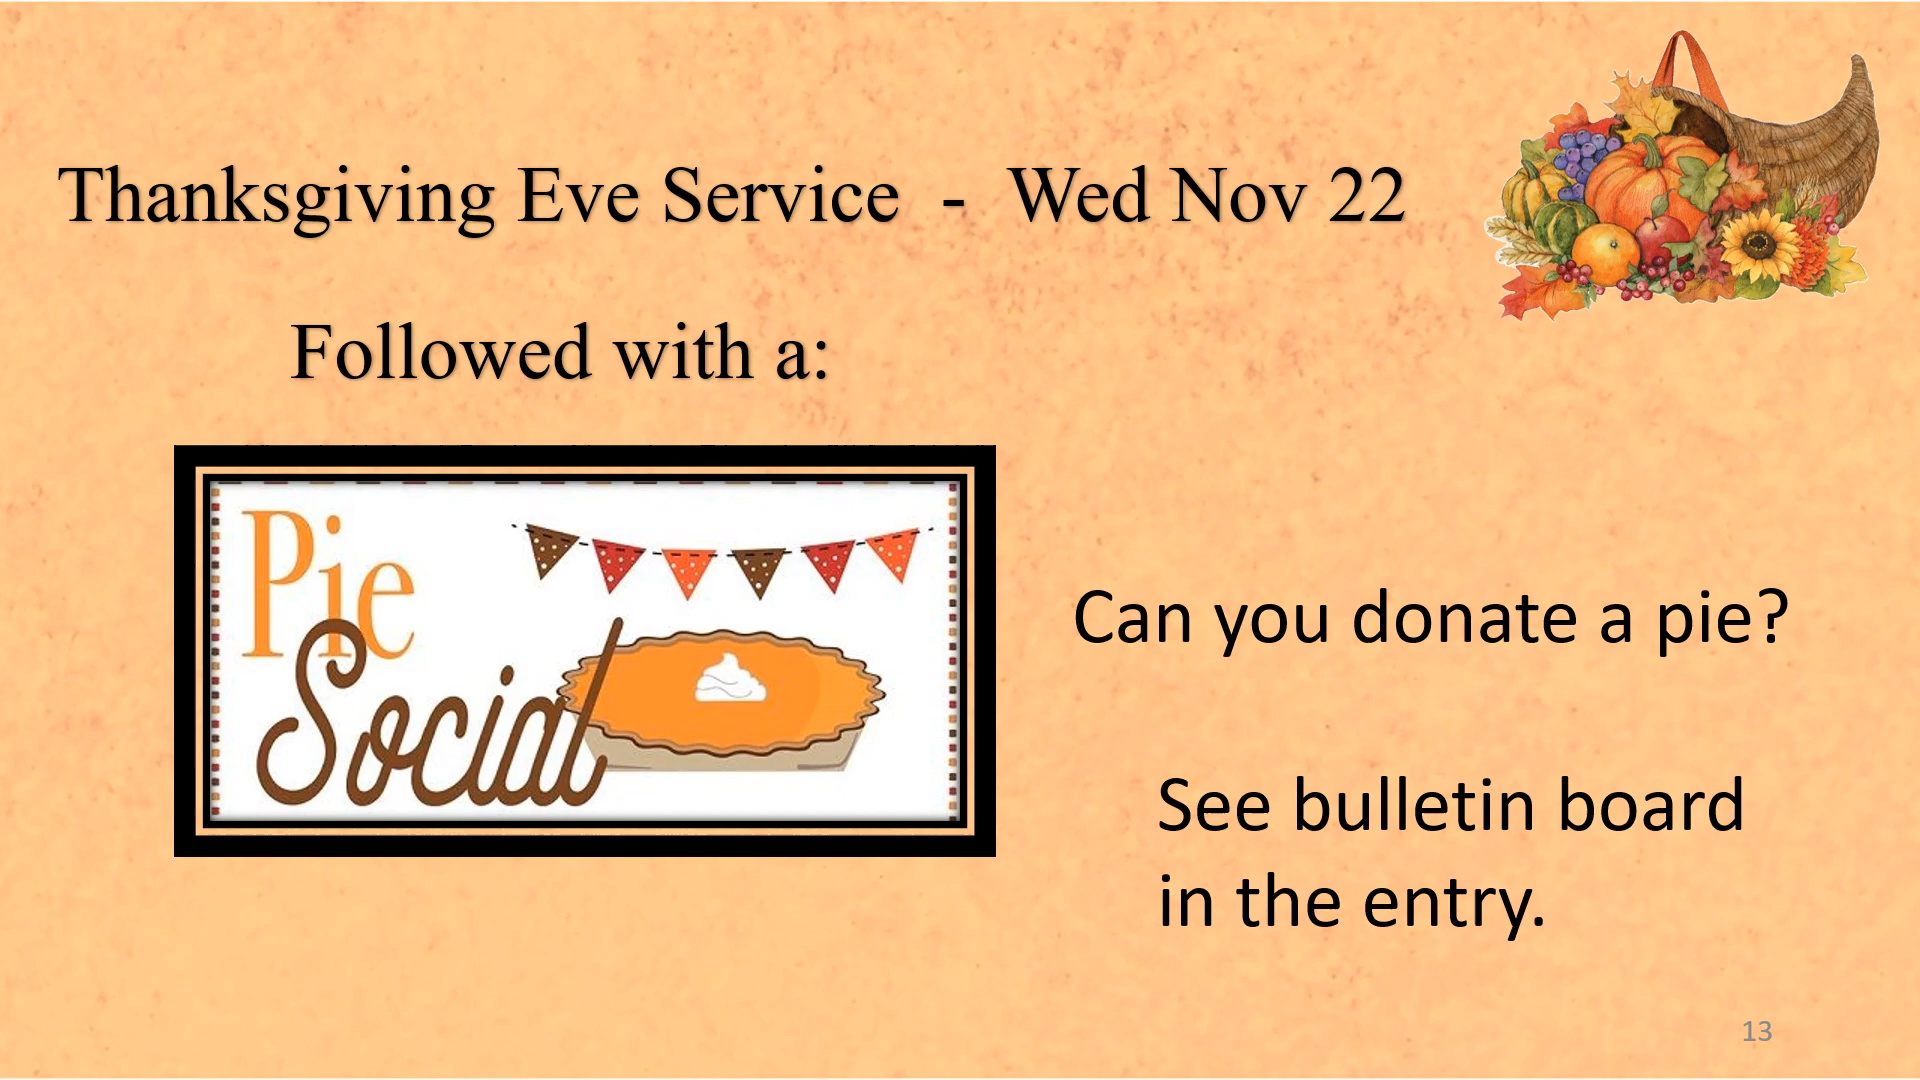 Thanksgiving Eve Service - Wed Nov 22
Followed with a:
Pie
Social
Can you donate a pie?
See bulletin board
in the entry.
13